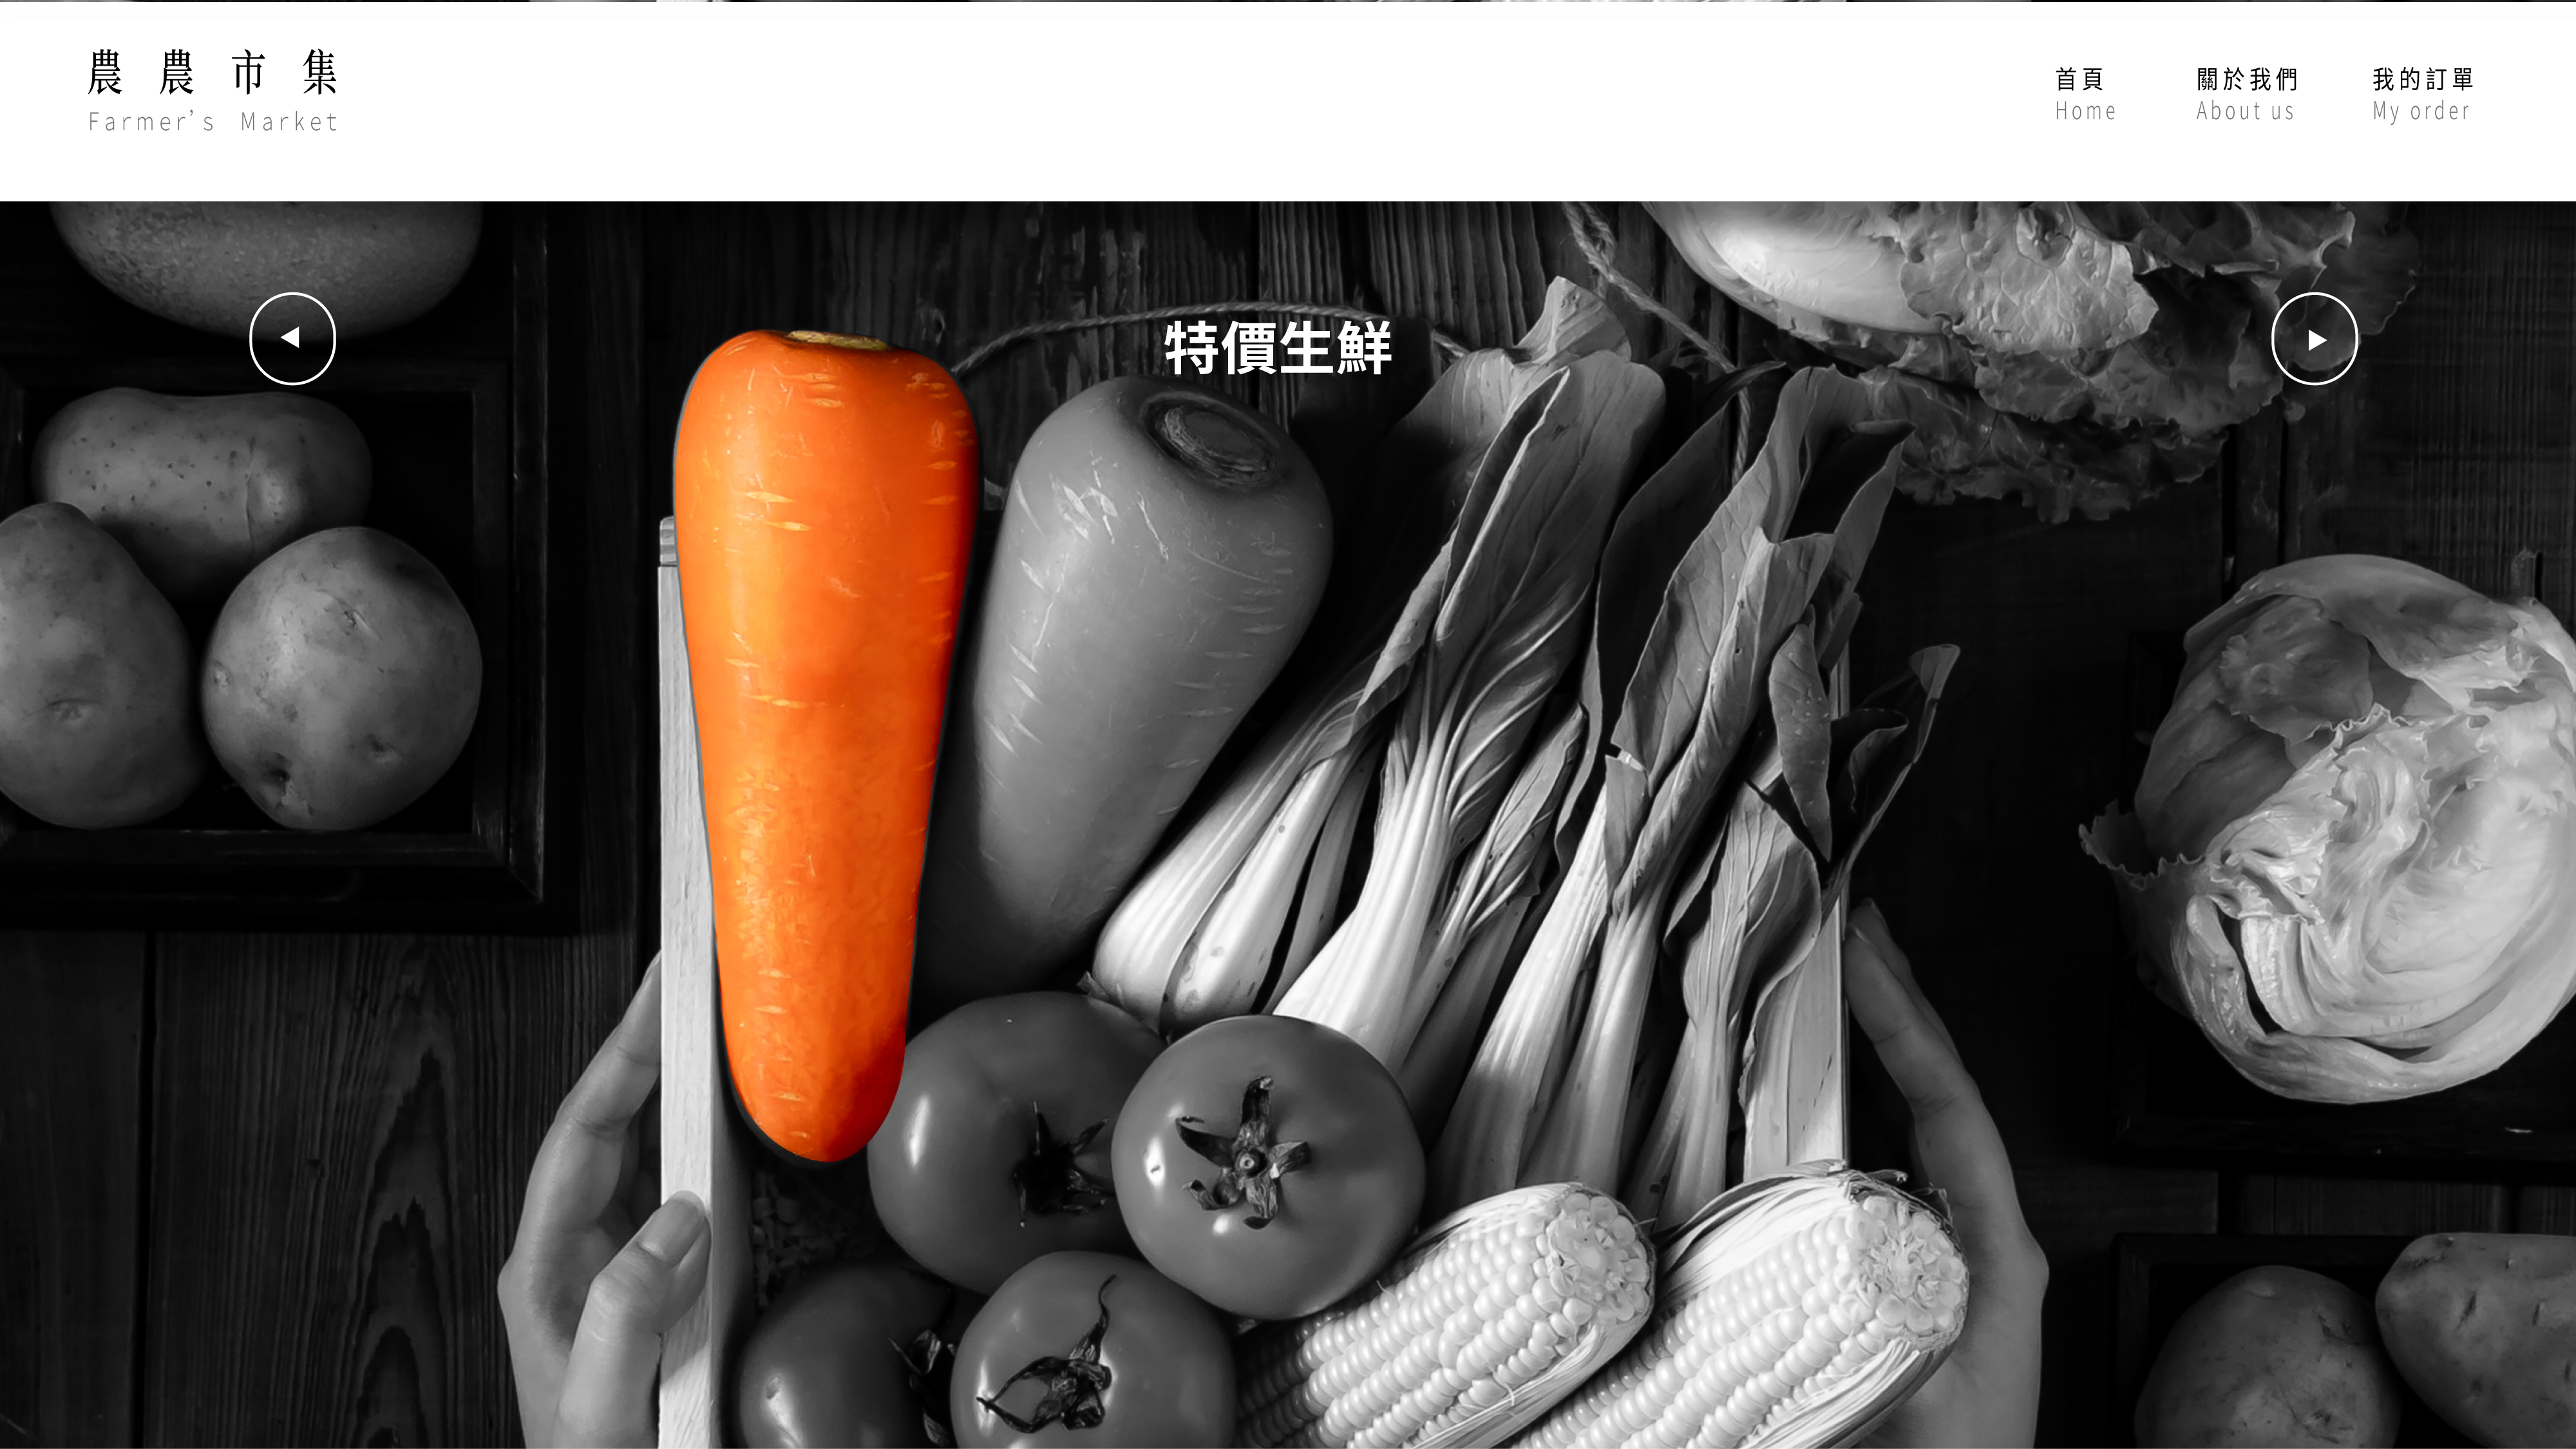 農農市集
Farmer's Market
首頁
Home
關於我們
About us
我的訂單
My order
特價生鮮